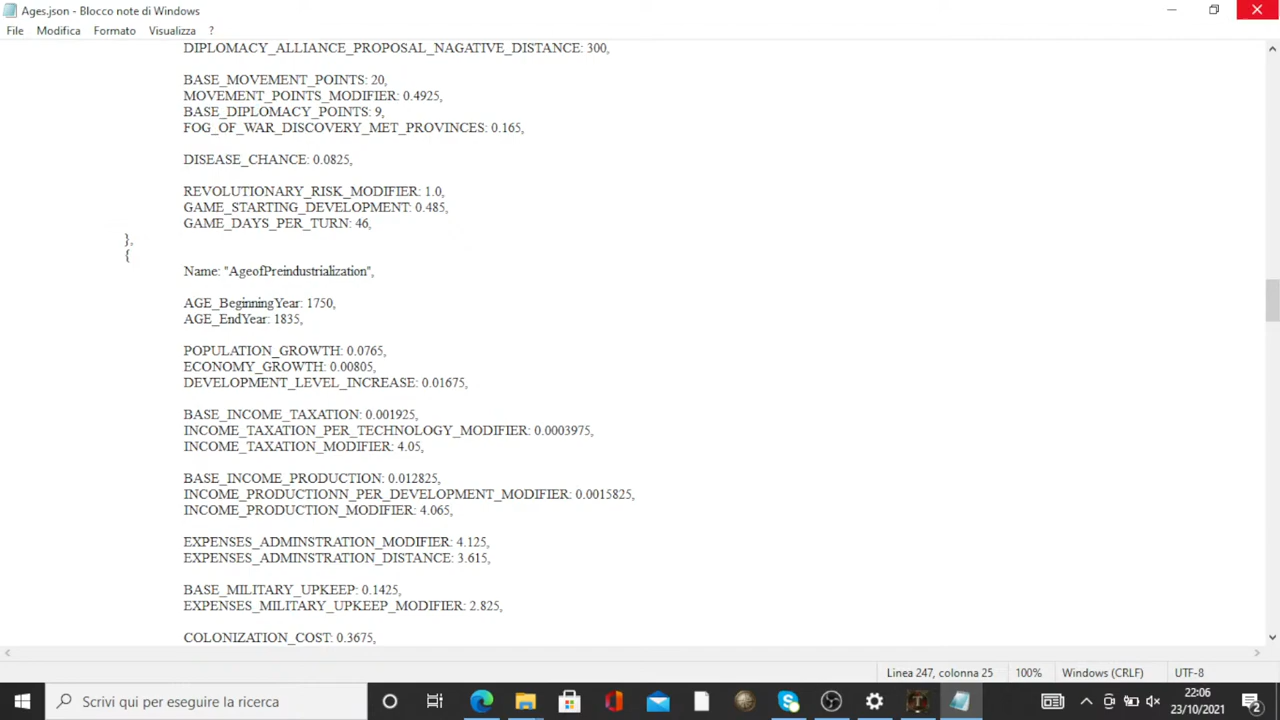 Ages.json - Blocco note di Windows
File Modifica Formato Visualizza ?
DIPLOMACY_ALLIANCE_PROPOSAL_NAGATIVE_DISTANCE: 300,
BASE_MOVEMENT_POINTS: 20,
MOVEMENT_POINTS_MODIFIER: 0.4925,
BASE_DIPLOMACY_POINTS: 9,
FOG_OF_WAR_DISCOVERY_MET_PROVINCES: 0.165,
DISEASE_CHANCE: 0.0825,
REVOLUTIONARY_RISK_MODIFIER: 1.0,
GAME_STARTING_DEVELOPMENT: 0.485,
GAME_DAYS_PER_TURN: 46,
},
{
Name: "AgeofPreindustrialization",
AGE_BeginningYear: 1750,
AGE_EndYear: 1835,
POPULATION_GROWTH: 0.0765,
ECONOMY_GROWTH: 0.00805,
DEVELOPMENT_LEVEL_INCREASE: 0.01675,
BASE_INCOME_TAXATION: 0.001925,
INCOME_TAXATION_PER_TECHNOLOGY_MODIFIER: 0.0003975,
INCOME_TAXATION_MODIFIER: 4.05,
BASE_INCOME_PRODUCTION: 0.012825,
INCOME_PRODUCTIONN_PER_DEVELOPMENT_MODIFIER: 0.0015825,
INCOME_PRODUCTION_MODIFIER: 4.065,
EXPENSES_ADMINSTRATION_MODIFIER: 4.125,
EXPENSES_ADMINSTRATION_DISTANCE: 3.615,
BASE_MILITARY_UPKEEP: 0.1425,
EXPENSES_MILITARY_UPKEEP_MODIFIER: 2.825,
COLONIZATION_COST: 0.3675,
Linea 247, colonna 25 100% Windows (CRLF) UTF-8
Scrivi qui per eseguire la ricerca
22:06
23/10/2021
2